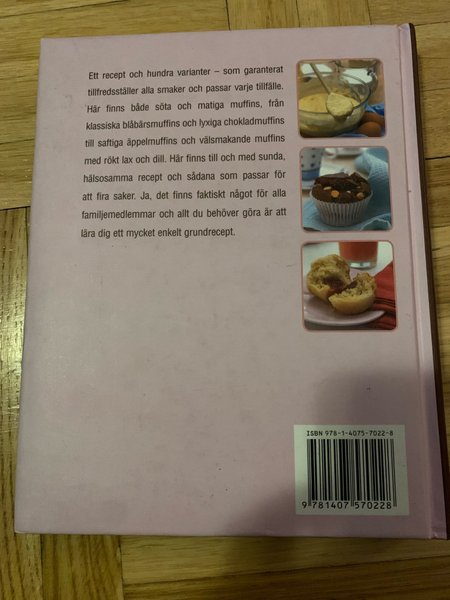 Ett recept och hundra varianter – som garanterat
tillfredsställer alla smaker och passar varje tillfälle.
Här finns både söta och matiga muffins, från
klassiska blåbärsmuffins och lyxiga chokladmuffins
till saftiga äppelmuffins och välsmakande muffins
med rökt lax och dill. Här finns till och med sunda,
hälsosamma recept och sådana som passar för
att fira saker. Ja, det finns faktiskt något för alla
familjemedlemmar och allt du behöver göra är att
lära dig ett mycket enkelt grundrecept.
ISBN 978-1-4075-7022-8
9 781407 570228